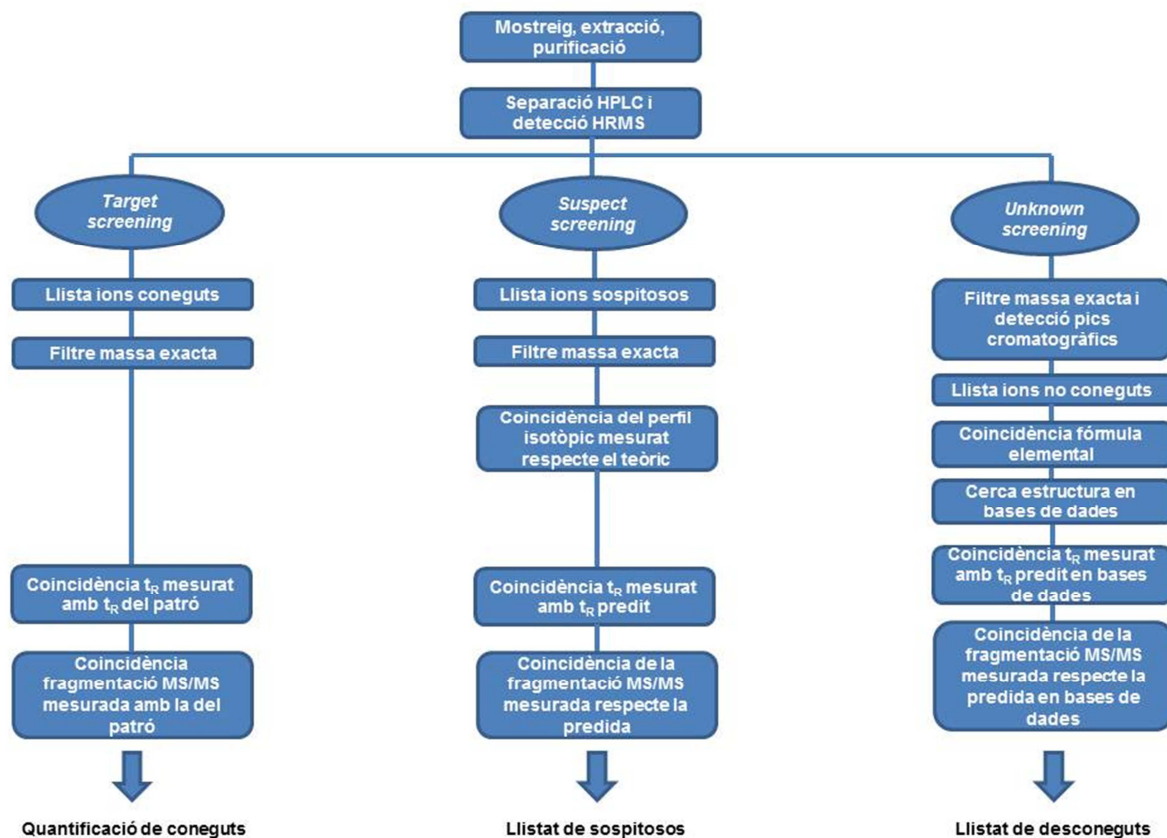 Mostreig, extracció,
purificació
Separació HPLC i
detecció HRMS
Target
screening
Llista ions coneguts
Filtre massa exacta
Coincidència tR mesurat
amb tR del patró
Coincidència
fragmentació MS/MS
mesurada amb la del
patró
Quantificació de coneguts
Suspect
screening
Llista ions sospitosos
Filtre massa exacta
Coincidència del perfil
isotòpic mesurat
respecte el teòric
Coincidència tR mesurat
amb tR predit
Coincidència de la
fragmentació MS/MS
mesurada respecte la
predida
Llistat de sospitosos
Unknown
screening
Filtre massa exacta i
detecció pics
cromatogràfics
Llista ions no coneguts
Coincidència fórmula
elemental
Cerca estructura en
bases de dades
Coincidència tR mesurat
amb tR predit en bases
de dades
Coincidència de la
fragmentació MS/MS
mesurada respecte la
predida en bases de
dades
Llistat de desconeguts